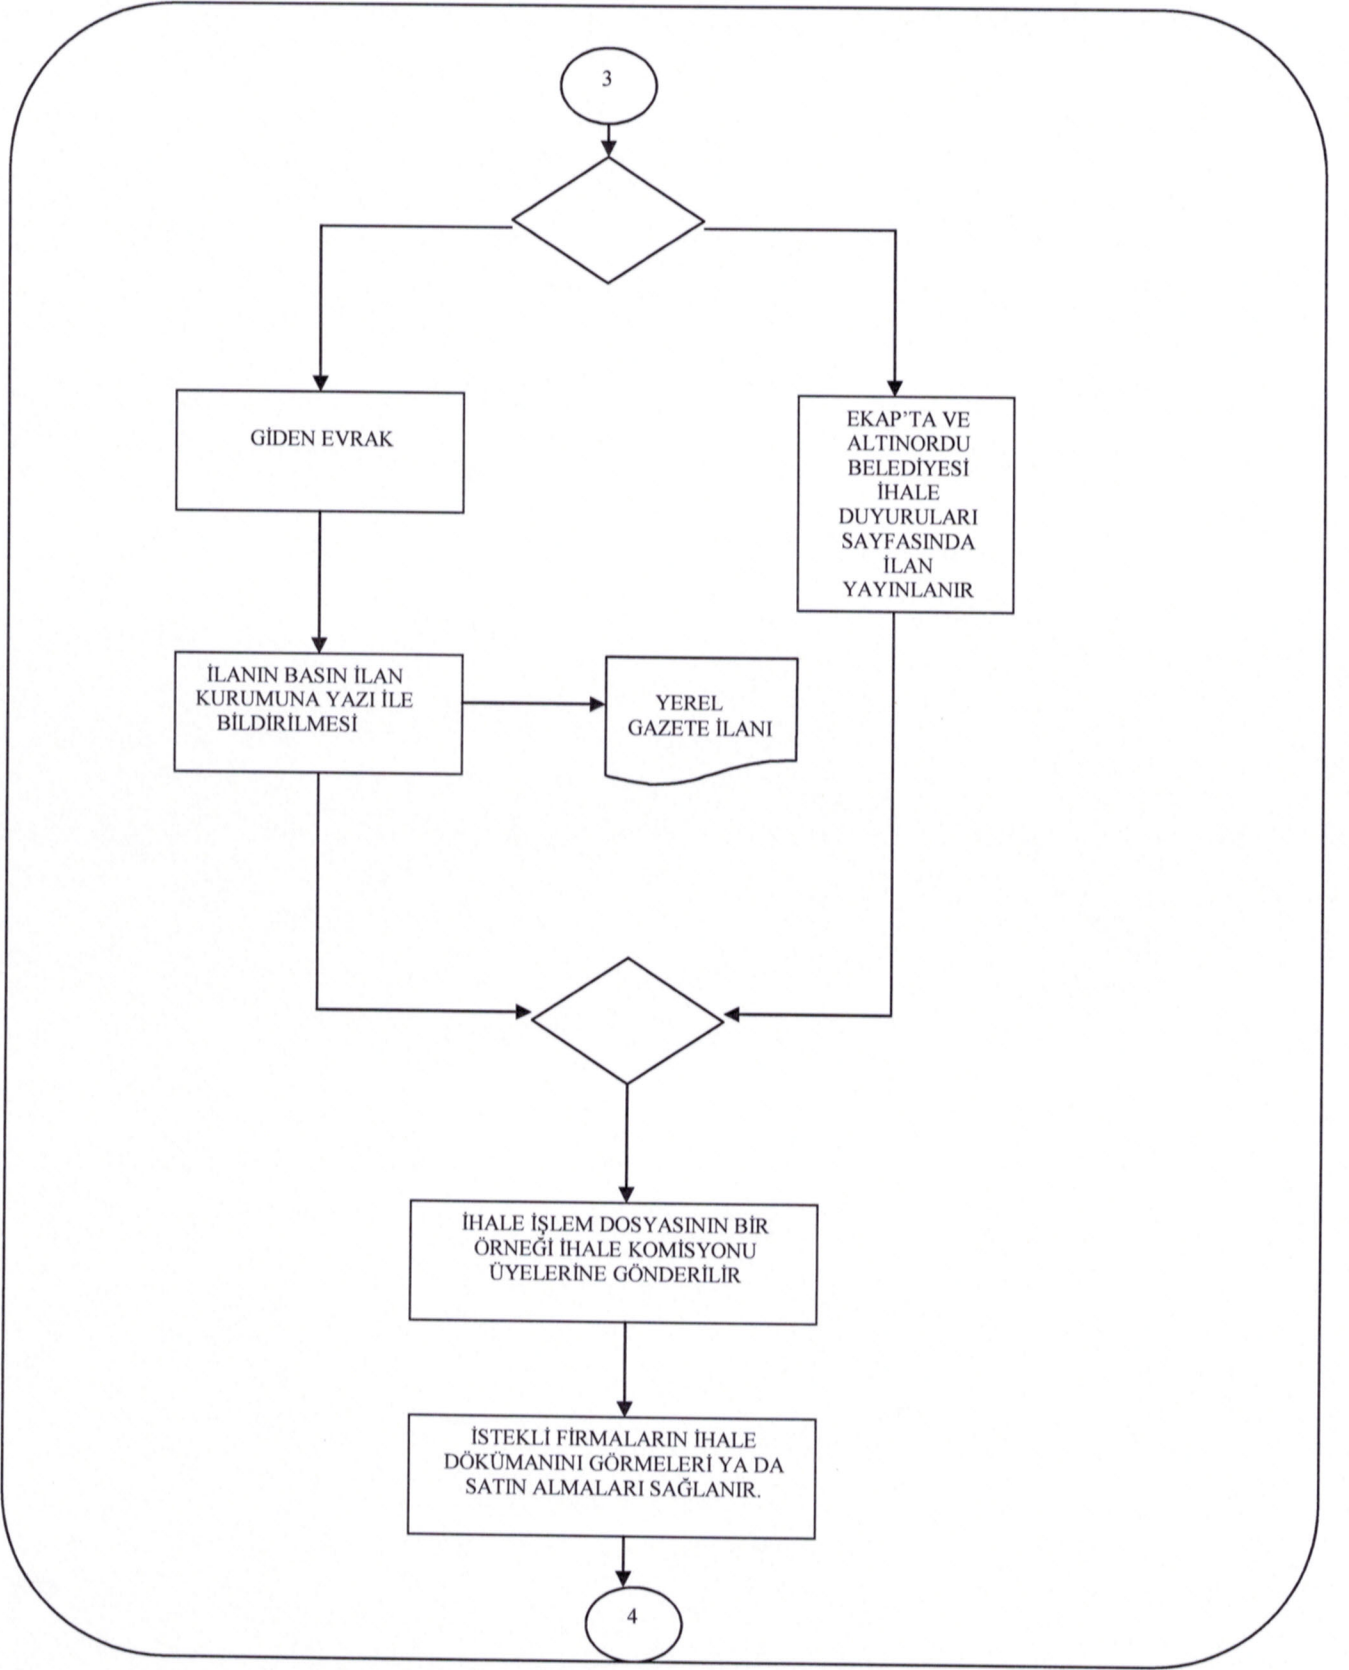 3
GİDEN EVRAK
EKAP'TA VE
ALTINORDU
BELEDİYESİ
İHALE
DUYURULARI
SAYFASINDA
İLAN
YAYINLANIR
İLANIN BASIN İLAN
KURUMUNA YAZI İLE
BİLDİRİLMESİ
YEREL
GAZETE İLANI
İHALE İŞLEM DOSYASININ BİR
ÖRNEĞİ İHALE KOMİSYONU
ÜYELERİNE GÖNDERİLİR
İSTEKLİ FİRMALARIN İHALE
DÖKÜMANINI GÖRMELERİ YA DA
SATIN ALMALARI SAĞLANIR.
4